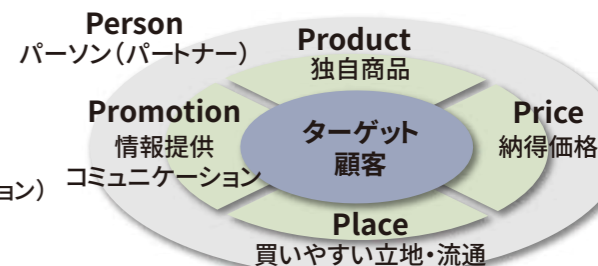 Person
パーソン（パートナー）
Product
独自商品
Promotion
情報提供
コミュニケーション
ターゲット
顧客
Price
納得価格
ョン）
Place
買いやすい立地・流通